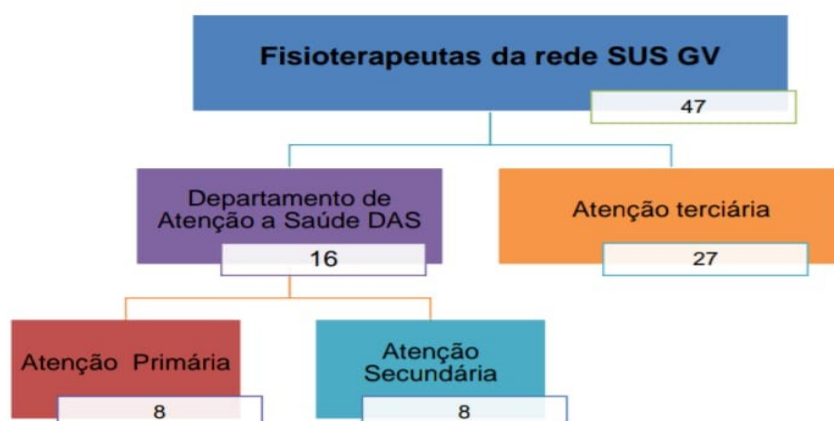 Fisioterapeutas da rede SUS GV
47
Departamento de
Atenção a Saúde DAS
16
Atenção terciária
27
Atenção Primária
8
Atenção
Secundária
8